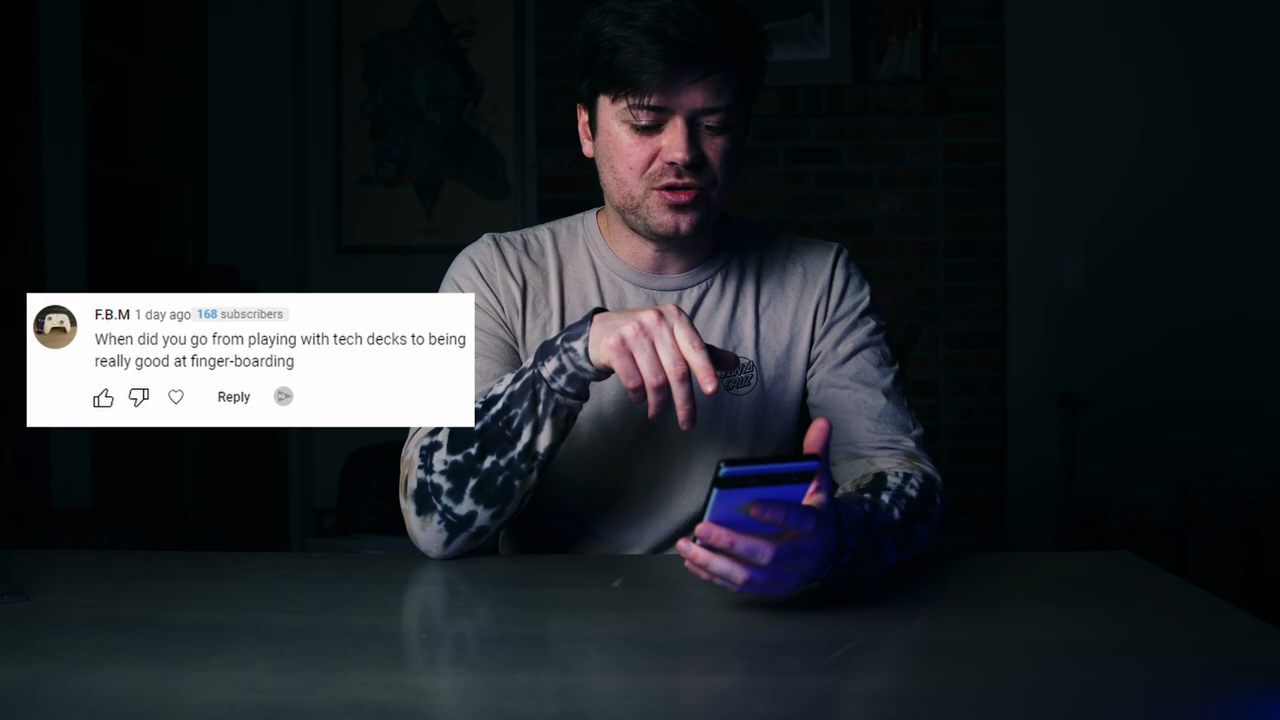 F.B.M 1 day ago 168 subscribers
When did you go from playing with tech decks to being
really good at finger-boarding
Reply